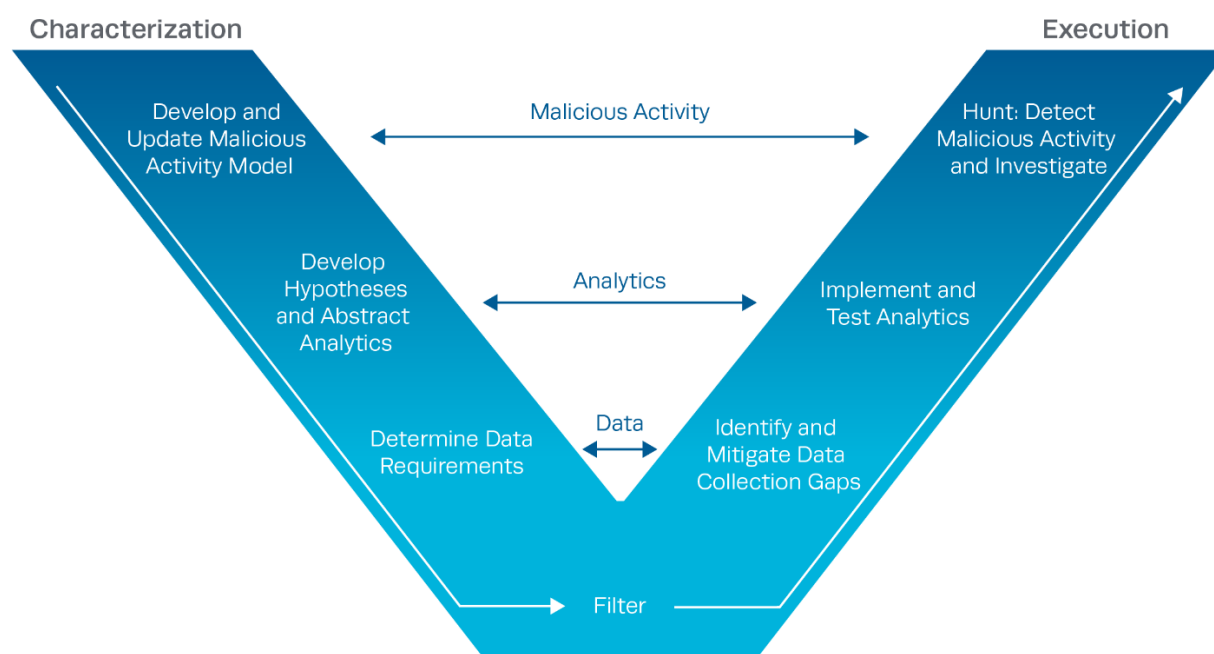 Characterization
Execution
Develop and
Update Malicious
Activity Model
Malicious Activity
Hunt: Detect
Malicious Activity
and Investigate
Develop
Hypotheses
and Abstract
Analytics
Analytics
Implement and
Test Analytics
Determine Data
Requirements
Data
Identify and
Mitigate Data
Collection Gaps
Filter